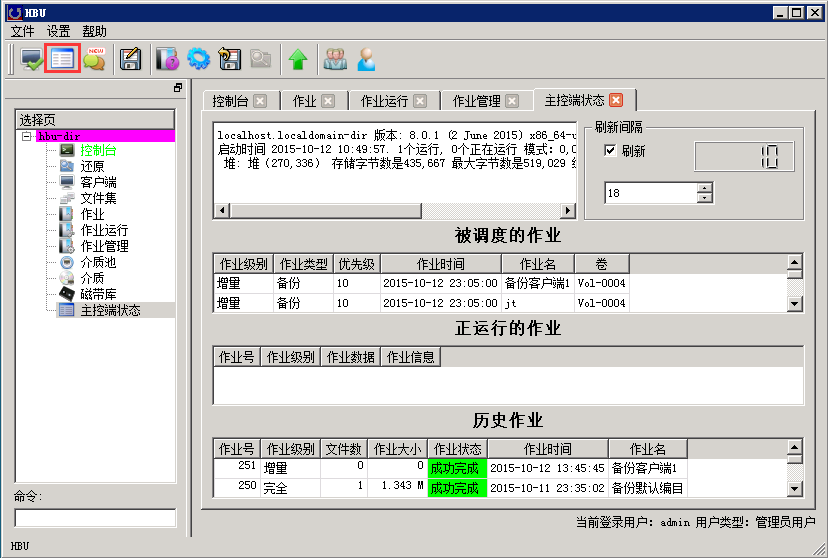 HBU
文件 设置 帮助
NEW
选择页
hbu-dir
控制台
还原
客户端
文件集
作业
作业运行
作业管理
介质池
介质
磁带库
主控端状态
命令:
控制台 作业 作业运行 作业管理 主控端状态
localhost.localdomain-dir 版本: 8.0.1 (2 June 2015) x86_64-
启动时间 2015-10-12 10:49:57. 1个运行, 0个正在运行 模式: 0,0
堆: 堆 (270,336) 存储字节数是435,667 最大字节数是519,029
刷新间隔
刷新 10
18
被调度的作业
作业级别 作业类型 优先级 作业时间 作业名 卷
增量 备份 10 2015-10-12 23:05:00 备份客户端1 Vol-0004
增量 备份 10 2015-10-12 23:05:00 jt Vol-0004
正运行的作业
作业号 作业级别 作业数据 作业信息
历史作业
作业号 作业级别 文件数 作业大小 作业状态 作业时间 作业名
251 增量 0 0 成功完成 2015-10-12 13:45:45 备份客户端1
250 完全 1 1.343 M 成功完成 2015-10-11 23:35:02 备份默认编目
当前登录用户: admin 用户类型: 管理员用户
HBU